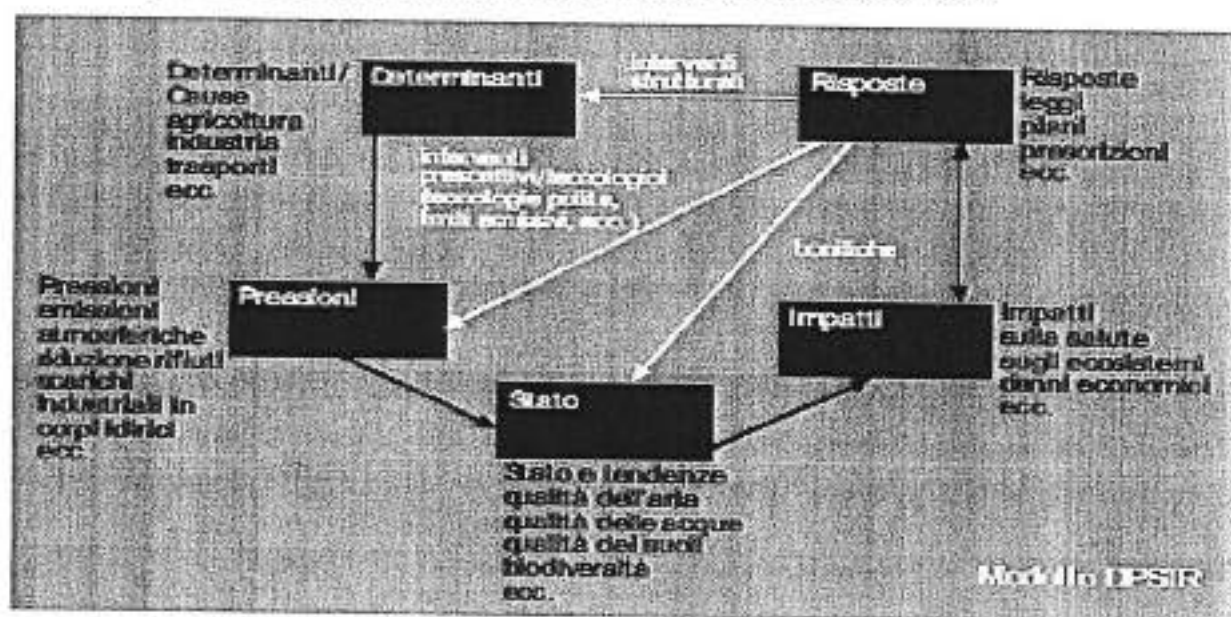 Determinanti/
Cause
agricoltura
industria
trasporti
ecc.
Determinanti
interventi
strutturali
Risposte
Risposte
leggi
piani
prescrizioni
ecc.
interventi
prescrittivi/tecnologici
(tecnologie pulite,
limiti emissivi, ecc.)
bonifiche
Pressioni
emissioni
atmosferiche
rifiuti
scarichi
industriali in
corpi idrici
ecc.
Pressioni
Impatti
Impatti
sulla salute
sugli ecosistemi
danni economici
ecc.
Stato
Stato e tendenze
qualità dell'aria
qualità delle acque
qualità dei suoli
biodiversità
ecc.
Modello DPSIR